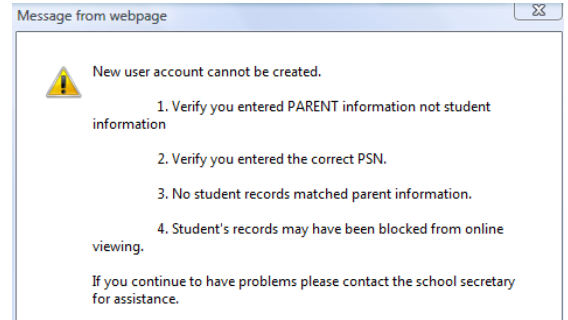 Message from webpage
New user account cannot be created.
1. Verify you entered PARENT information not student
information
2. Verify you entered the correct PSN.
3. No student records matched parent information.
4. Student's records may have been blocked from online
viewing.
If you continue to have problems please contact the school secretary
for assistance.